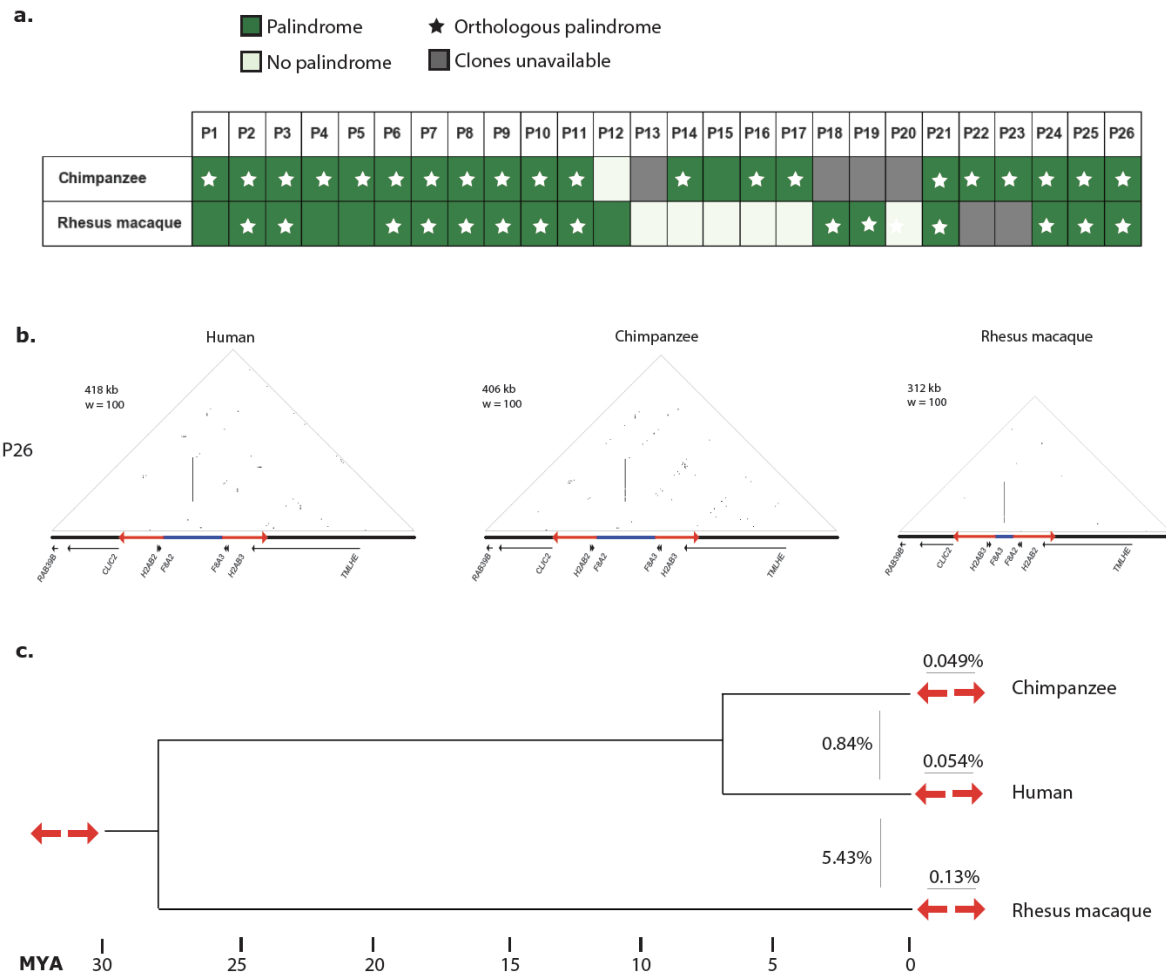 a.
Palindrome
Orthologous palindrome
No palindrome
Clones unavailable
P1 P2 P3 P4 P5 P6 P7 P8 P9 P10 P11 P12 P13 P14 P15 P16 P17 P18 P19 P20 P21 P22 P23 P24 P25 P26
Chimpanzee
Rhesus macaque
b.
Human
Chimpanzee
Rhesus macaque
418 kb
w = 100
406 kb
w = 100
312 kb
w = 100
P26
RAB39B CLIC2 H2AB2 F8A2 F8A3 H2AB3 TMLHE
RAB39B CLIC2 H2AB2 F8A2 F8A3 H2AB3 TMLHE
RAB39B CLIC2 H2AB3 F8A3 F8A2 H2AB2 TMLHE
c.
0.049%
Chimpanzee
0.84%
0.054%
Human
5.43%
0.13%
Rhesus macaque
MYA 30 25 20 15 10 5 0